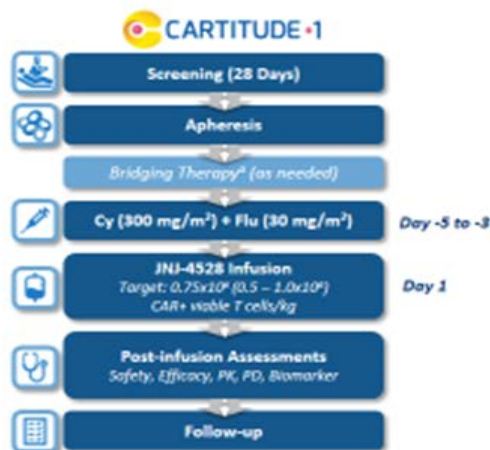 CARTITUDE-1
Screening (28 Days)
Apheresis
Bridging Therapyᵃ (as needed)
Cy (300 mg/m²) + Flu (30 mg/m²)
Day -5 to -3
JNJ-4528 Infusion
Target: 0.75x10⁶ (0.5 – 1.0x10⁶)
CAR+ viable T cells/kg
Day 1
Post-infusion Assessments
Safety, Efficacy, PK, PD, Biomarker
Follow-up